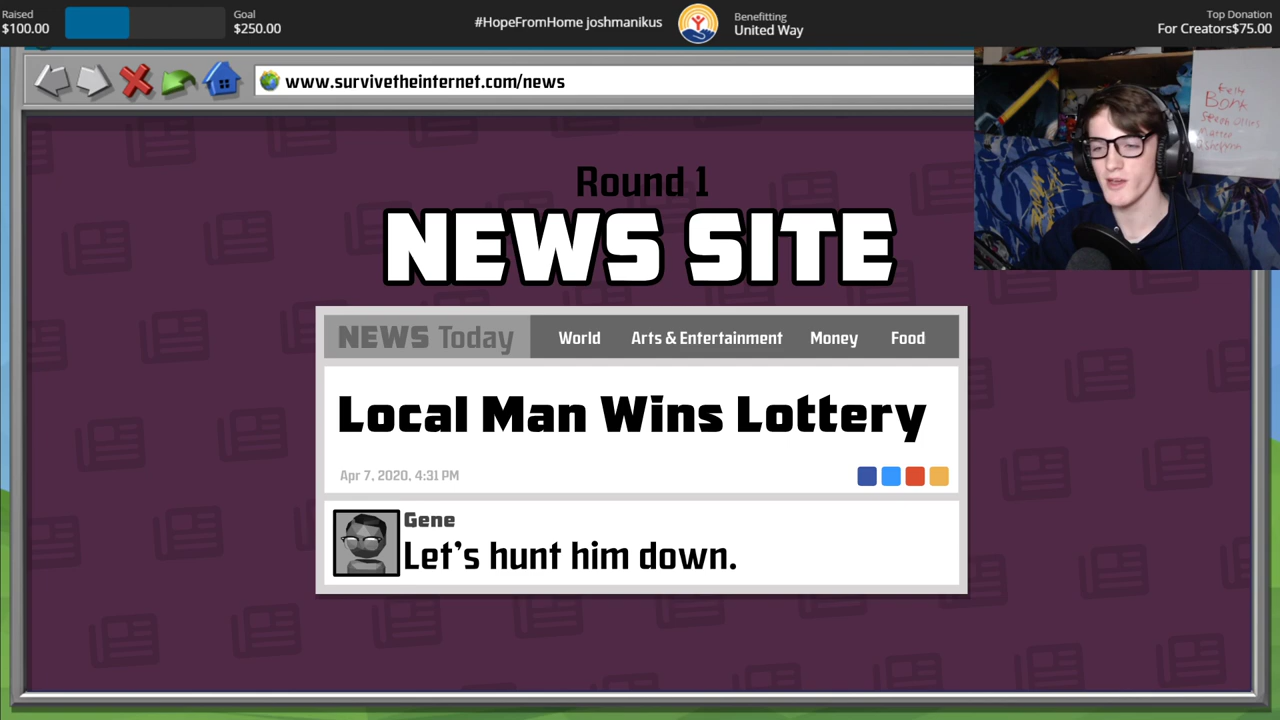 Raised
$100.00
Goal
$250.00
#HopeFromHome joshmanikus
Benefitting
United Way
Top Donation
For Creators$75.00
www.survivetheinternet.com/news
Bonk
Round 1
NEWS SITE
NEWS Today
World
Arts & Entertainment
Money
Food
Local Man Wins Lottery
Apr 7, 2020, 4:31 PM
Gene
Let's hunt him down.